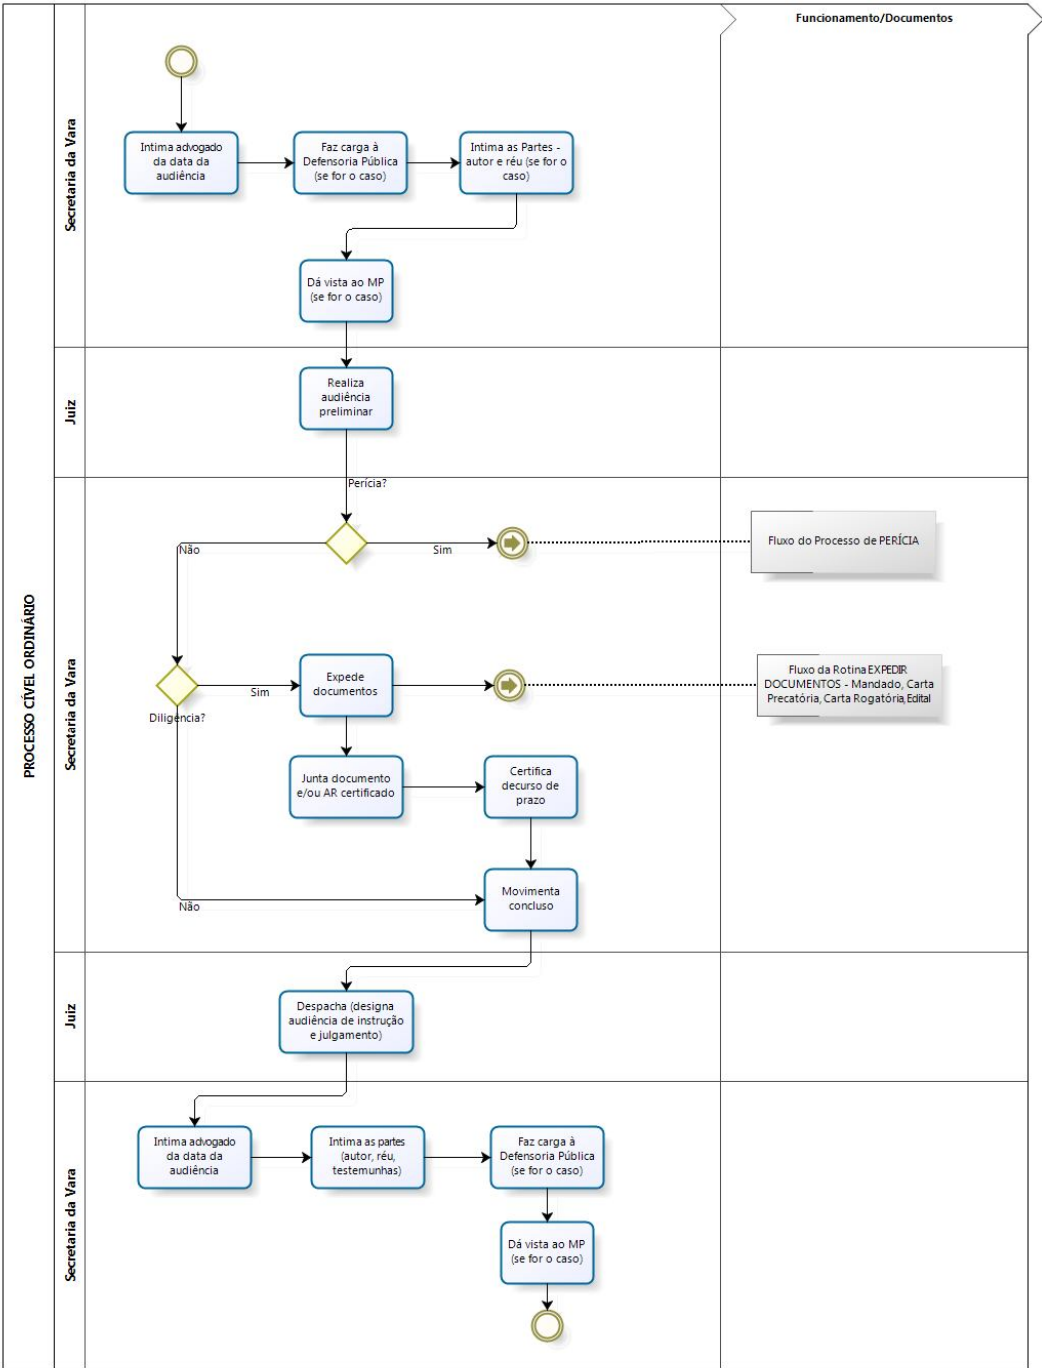 Funcionamento/Documentos
PROCESSO CÍVEL ORDINÁRIO
Secretaria da Vara
Intima advogado
da data da
audiência
Faz carga à
Defensoria Pública
(se for o caso)
Intima as Partes -
autor e réu (se for o
caso)
Dá vista ao MP
(se for o caso)
Juiz
Realiza
audiência
preliminar
Secretaria da Vara
Perícia?
Não
Sim
Fluxo do Processo de PERÍCIA
Diligência?
Sim
Expede
documentos
Fluxo da Rotina EXPEDIR
DOCUMENTOS - Mandado, Carta
Precatória, Carta Rogatória, Edital
Junta documento
e/ou AR certificado
Certifica
decurso de
prazo
Não
Movimenta
concluso
Juiz
Despacha (designa
audiência de instrução
e julgamento)
Secretaria da Vara
Intima advogado
da data da
audiência
Intima as partes
(autor, réu,
testemunhas)
Faz carga à
Defensoria Pública
(se for o caso)
Dá vista ao MP
(se for o caso)